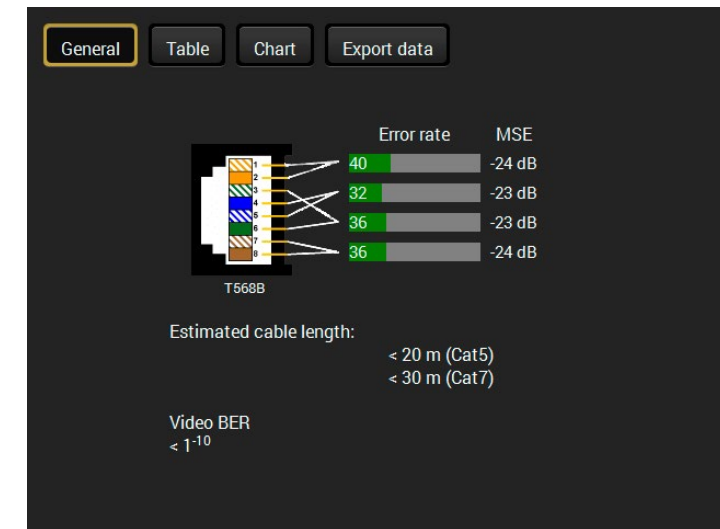 General Table Chart Export data
Error rate MSE
1 40 -24 dB
2
3 32 -23 dB
4
5
6 36 -23 dB
7
8 36 -24 dB
T568B
Estimated cable length:
< 20 m (Cat5)
< 30 m (Cat7)
Video BER
< 1⁻¹⁰